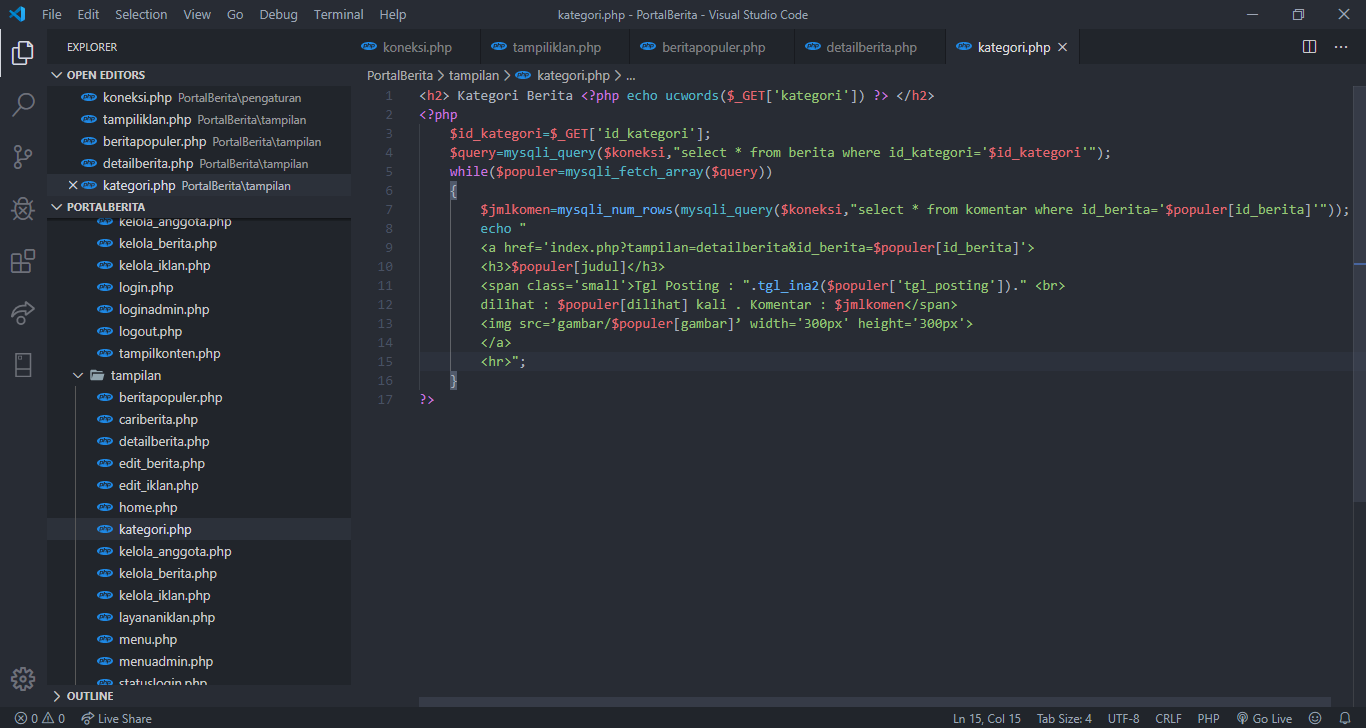 File Edit Selection View Go Debug Terminal Help kategori.php - PortalBerita - Visual Studio Code
EXPLORER
OPEN EDITORS
koneksi.php PortalBerita\pengaturan
tampiliklan.php PortalBerita\tampilan
beritapopuler.php PortalBerita\tampilan
detailberita.php PortalBerita\tampilan
kategori.php PortalBerita\tampilan
PORTALBERITA
kelola_anggota.php
kelola_berita.php
kelola_iklan.php
login.php
loginadmin.php
logout.php
tampilkonten.php
tampilan
beritapopuler.php
cariberita.php
detailberita.php
edit_berita.php
edit_iklan.php
home.php
kategori.php
kelola_anggota.php
kelola_berita.php
kelola_iklan.php
layananiklan.php
menu.php
menuadmin.php
statuslogin.php
OUTLINE
koneksi.php tampiliklan.php beritapopuler.php detailberita.php kategori.php
PortalBerita > tampilan > kategori.php > ...
1 <h2> Kategori Berita <?php echo ucwords($_GET['kategori']) ?> </h2>
2 <?php
3 $id_kategori=$_GET['id_kategori'];
4 $query=mysqli_query($koneksi,"select * from berita where id_kategori='$id_kategori'");
5 while($populer=mysqli_fetch_array($query))
6 {
7 $jmlkomen=mysqli_num_rows(mysqli_query($koneksi,"select * from komentar where id_berita='$populer[id_berita]'"));
8 echo "
9 <a href='index.php?tampilan=detailberita&id_berita=$populer[id_berita]'>
10 <h3>$populer[judul]</h3>
11 <span class='small'>Tgl Posting : ".tgl_ina2($populer['tgl_posting'])." <br>
12 dilihat : $populer[dilihat] kali . Komentar : $jmlkomen</span>
13 <img src=’gambar/$populer[gambar]’ width='300px' height='300px'>
14 </a>
15 <hr>";
16 }
17 ?>
0 0 Live Share Ln 15, Col 15 Tab Size: 4 UTF-8 CRLF PHP Go Live